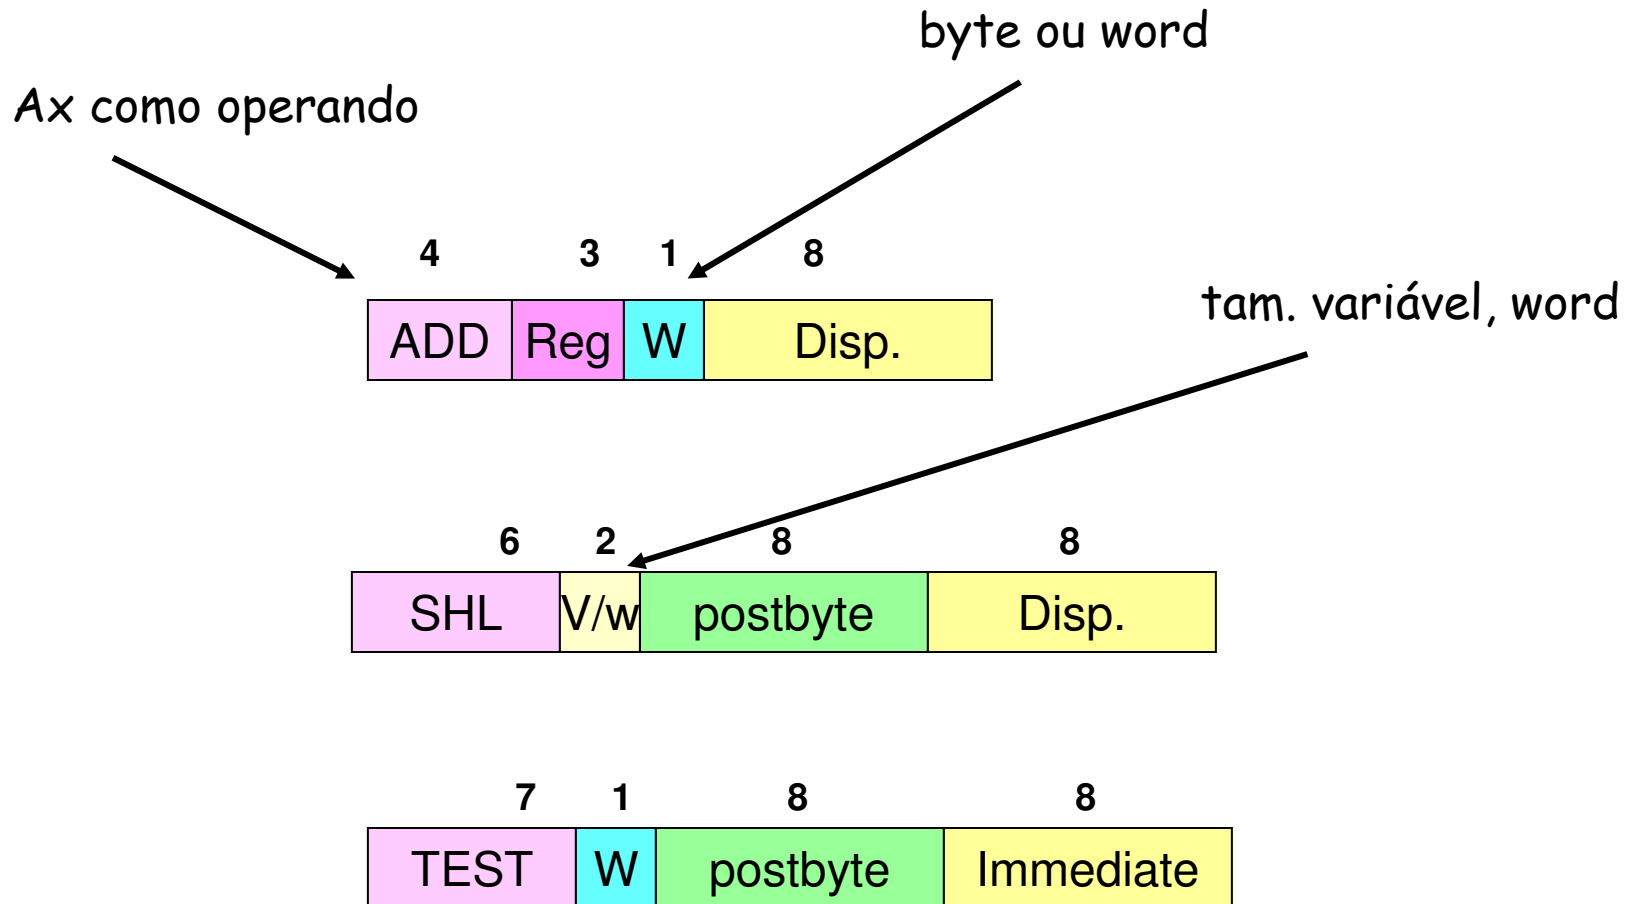 byte ou word
Ax como operando
4 3 1 8
ADD Reg W Disp.
tam. variável, word
6 2 8 8
SHL V/w postbyte Disp.
7 1 8 8
TEST W postbyte Immediate